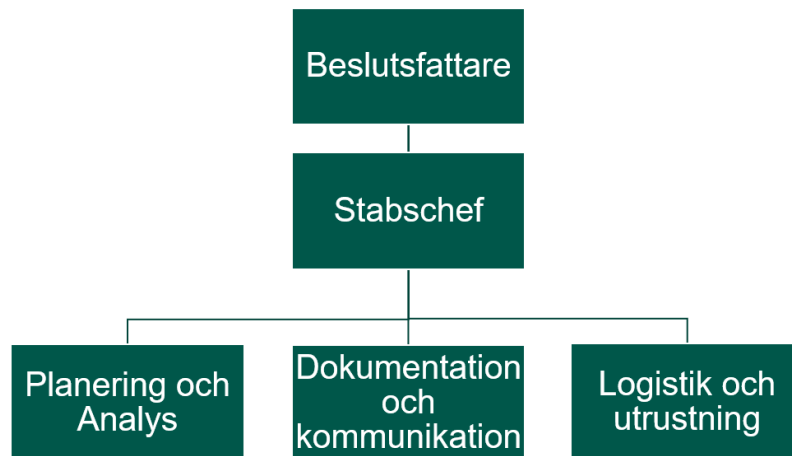 Beslutsfattare
Stabschef
Planering och
Analys
Dokumentation
och
kommunikation
Logistik och
utrustning